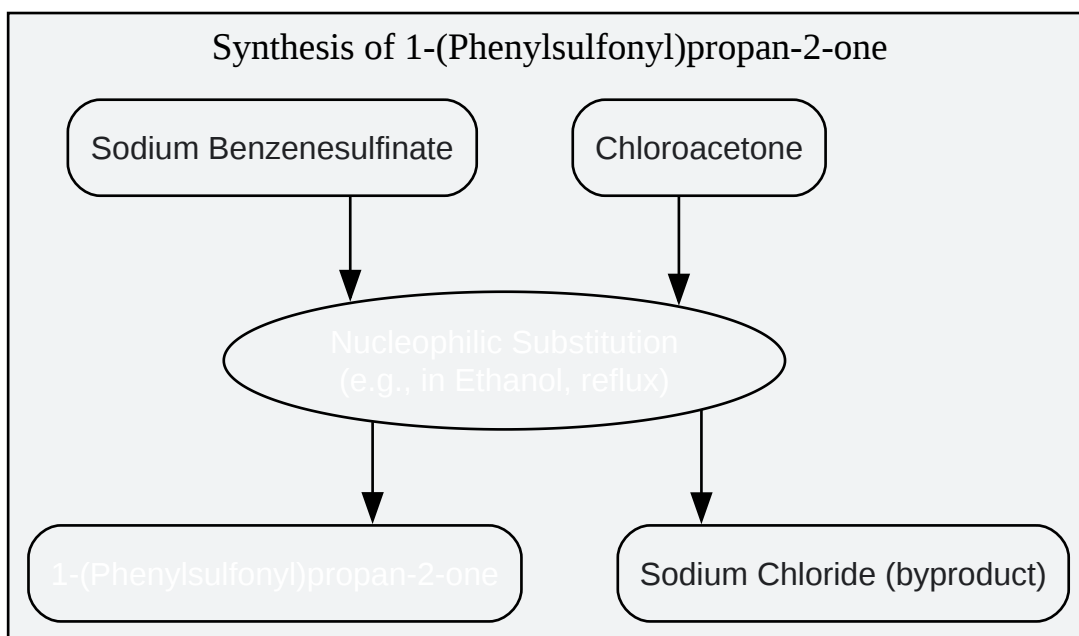 Synthesis of 1-(Phenylsulfonyl)propan-2-one
Sodium Benzenesulfinate
Chloroacetone
Nucleophilic Substitution
(e.g., in Ethanol, reflux)
1-(Phenylsulfonyl)propan-2-one
Sodium Chloride (byproduct)